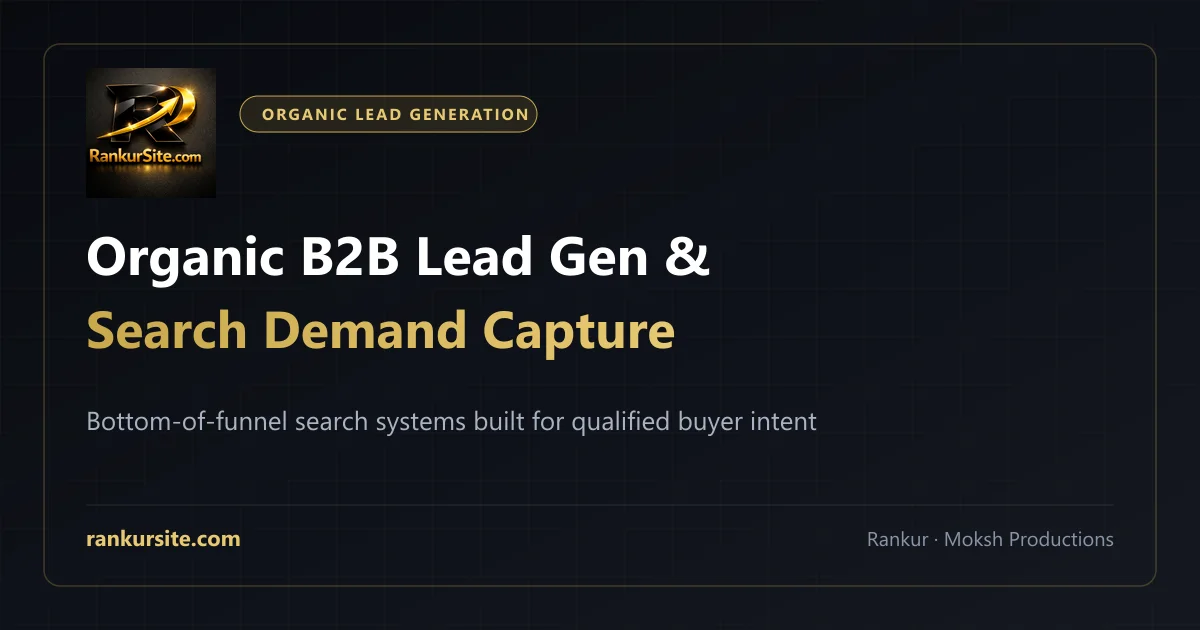 RankurSite.com
ORGANIC LEAD GENERATION
Organic B2B Lead Gen &
Search Demand Capture
Bottom-of-funnel search systems built for qualified buyer intent
rankursite.com
Rankur · Moksh Productions